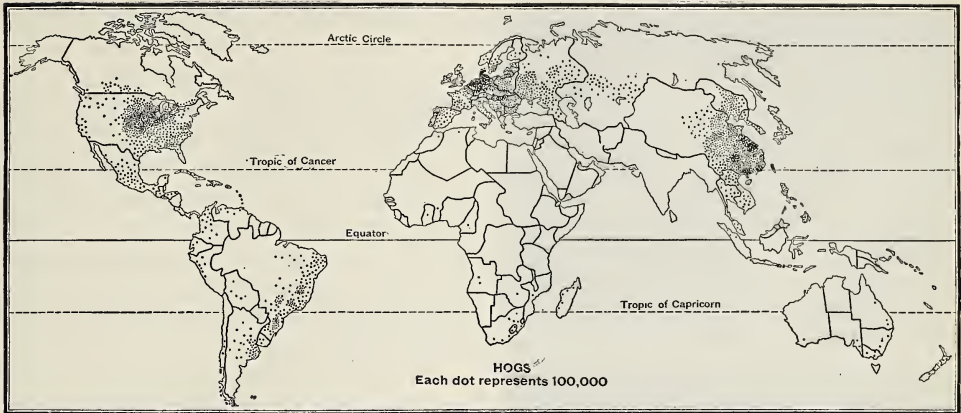 Arctic Circle
Tropic of Cancer
Equator
Tropic of Capricorn
HOGS
Each dot represents 100,000